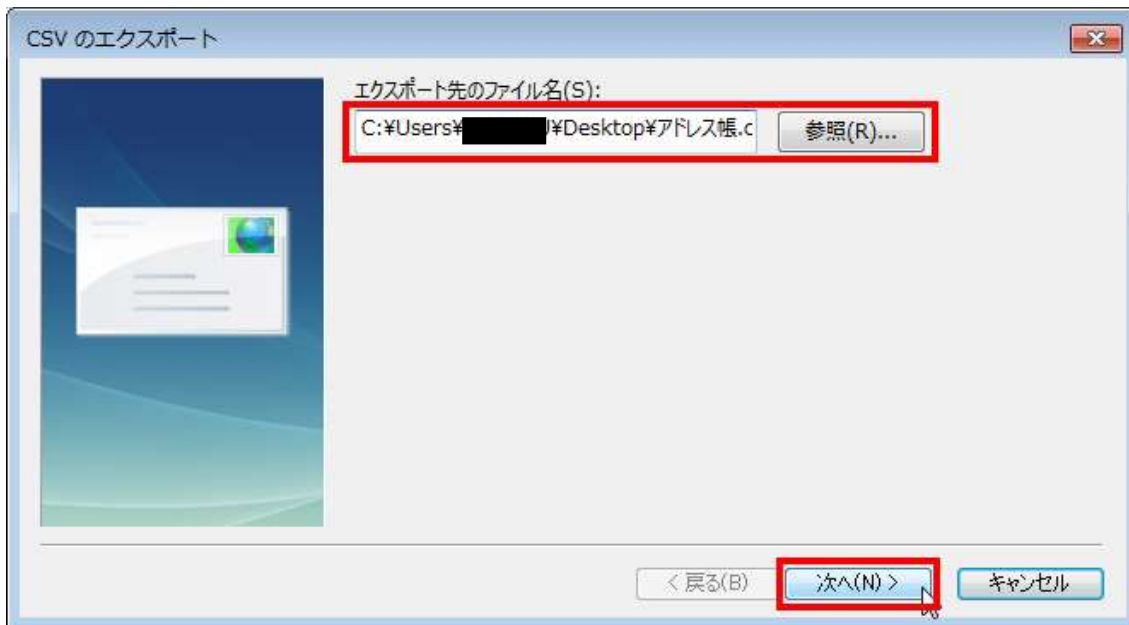 CSV のエクスポート
エクスポート先のファイル名(S):
C:¥Users¥ ¥Desktop¥アドレス帳.c
参照(R)...
< 戻る(B)
次へ(N) >
キャンセル